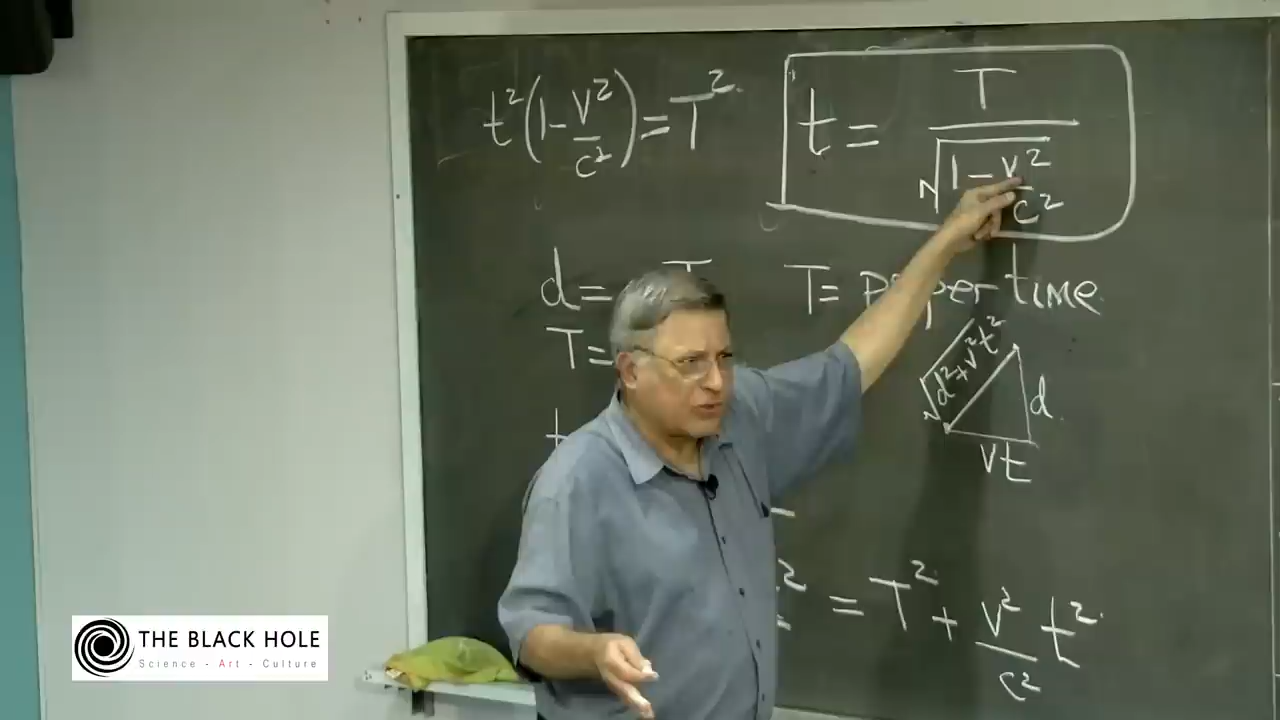 t²(1-v²/c²)=T²
t = T/√(1-v²/c²)
d=
T= proper time
T=
√d²+v²t²
d
vt
t
² = T² + v²/c² t²
THE BLACK HOLE
Science - Art - Culture